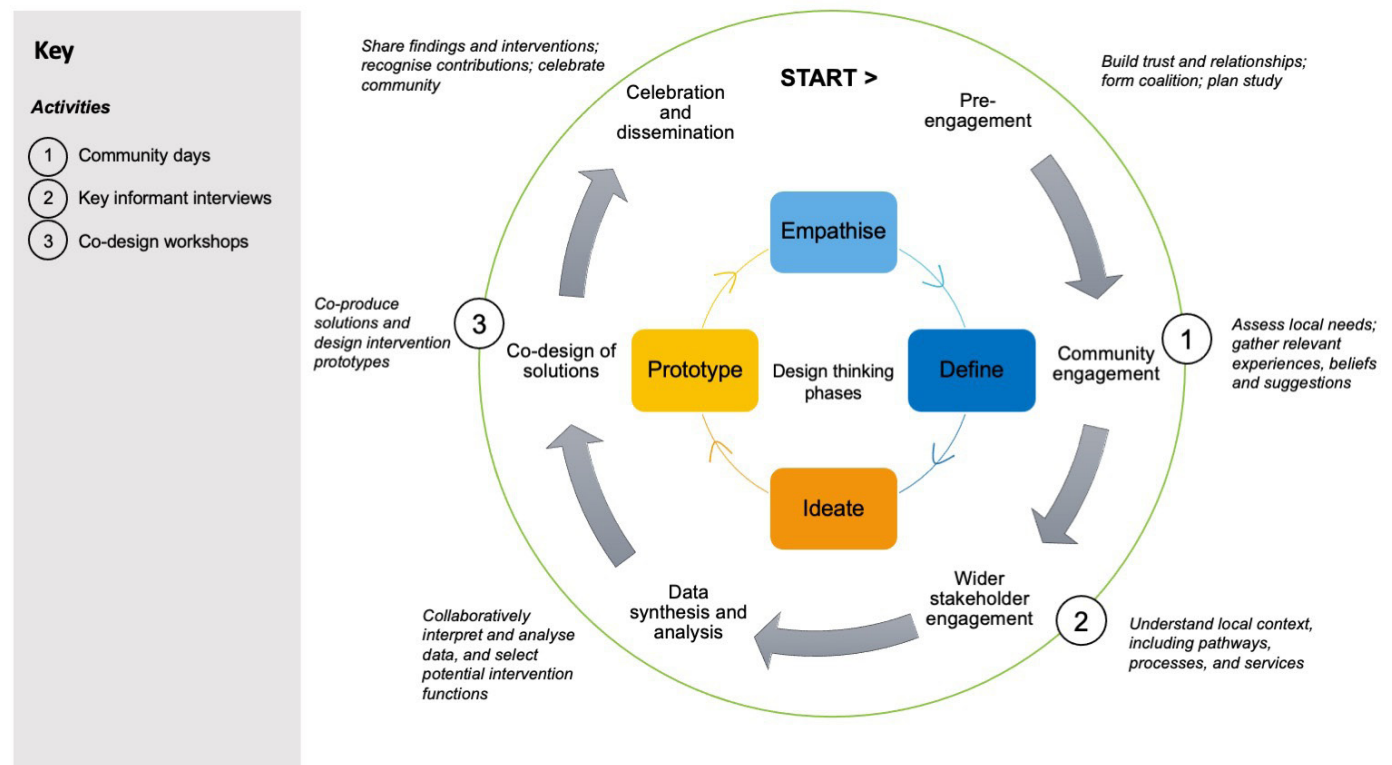 Key
Activities
1 Community days
2 Key informant interviews
3 Co-design workshops
START >
Pre-
engagement
Build trust and relationships;
form coalition; plan study
Community
engagement
1
Assess local needs;
gather relevant
experiences, beliefs
and suggestions
Wider
stakeholder
engagement
2
Understand local context,
including pathways,
processes, and services
Data
synthesis and
analysis
Collaboratively
interpret and analyse
data, and select
potential intervention
functions
Co-design of
solutions
3
Co-produce
solutions and
design intervention
prototypes
Celebration
and
dissemination
Share findings and interventions;
recognise contributions; celebrate
community
Empathise
Define
Ideate
Prototype
Design thinking
phases